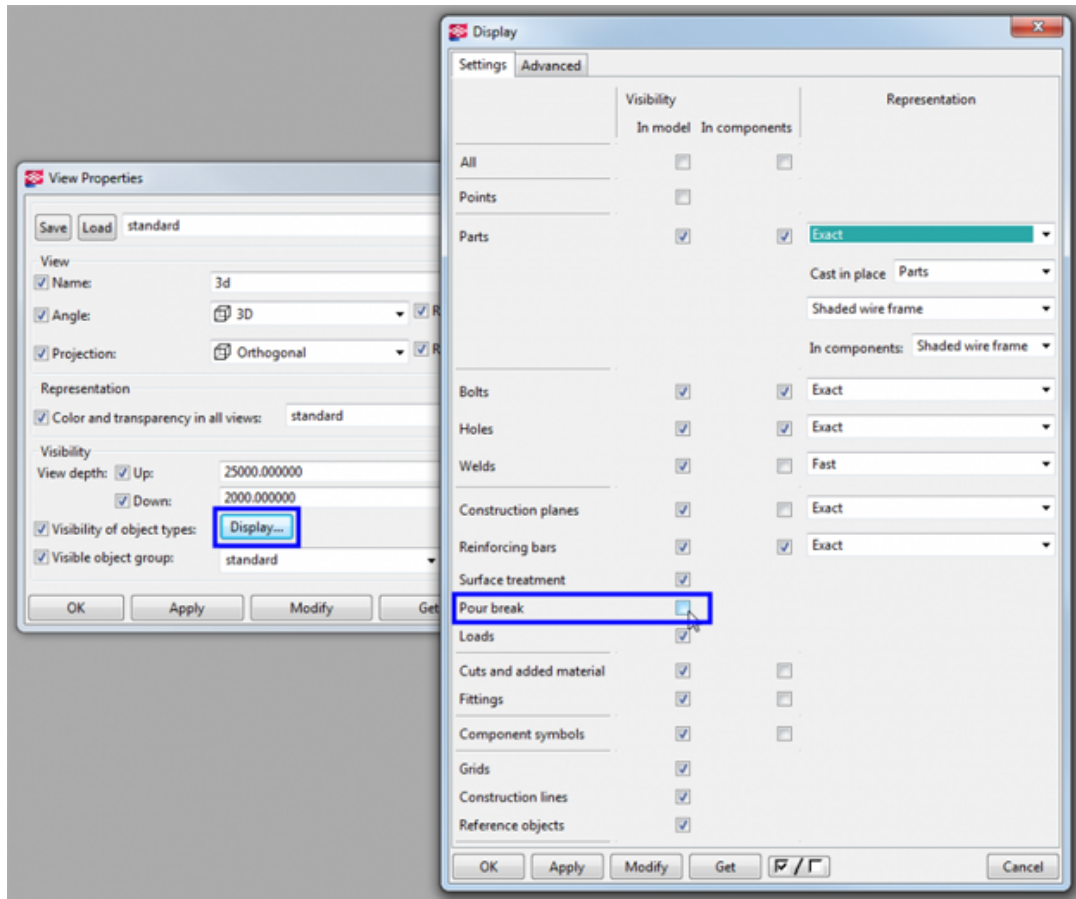 View Properties
Save Load standard
View
Name: 3d
Angle: 3D R
Projection: Orthogonal R
Representation
Color and transparency in all views: standard
Visibility
View depth: Up: 25000.000000
Down: 2000.000000
Visibility of object types: Display...
Visible object group: standard
OK Apply Modify Get
Display
Settings Advanced
Visibility Representation
In model In components
All
Points
Parts Exact
Cast in place Parts
Shaded wire frame
In components: Shaded wire frame
Bolts Exact
Holes Exact
Welds Fast
Construction planes Exact
Reinforcing bars Exact
Surface treatment
Pour break
Loads
Cuts and added material
Fittings
Component symbols
Grids
Construction lines
Reference objects
OK Apply Modify Get / Cancel